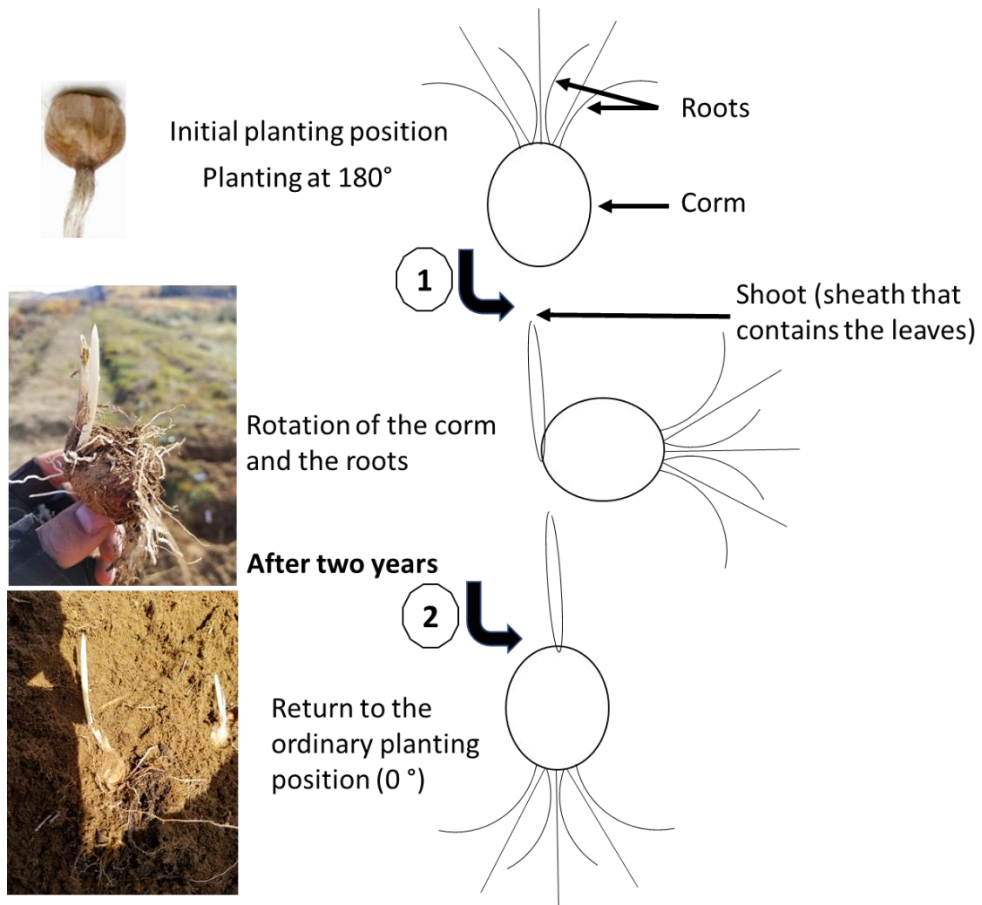 Initial planting position
Planting at 180°
Roots
Corm
1
Shoot (sheath that
contains the leaves)
Rotation of the corm
and the roots
After two years
2
Return to the
ordinary planting
position (0 °)